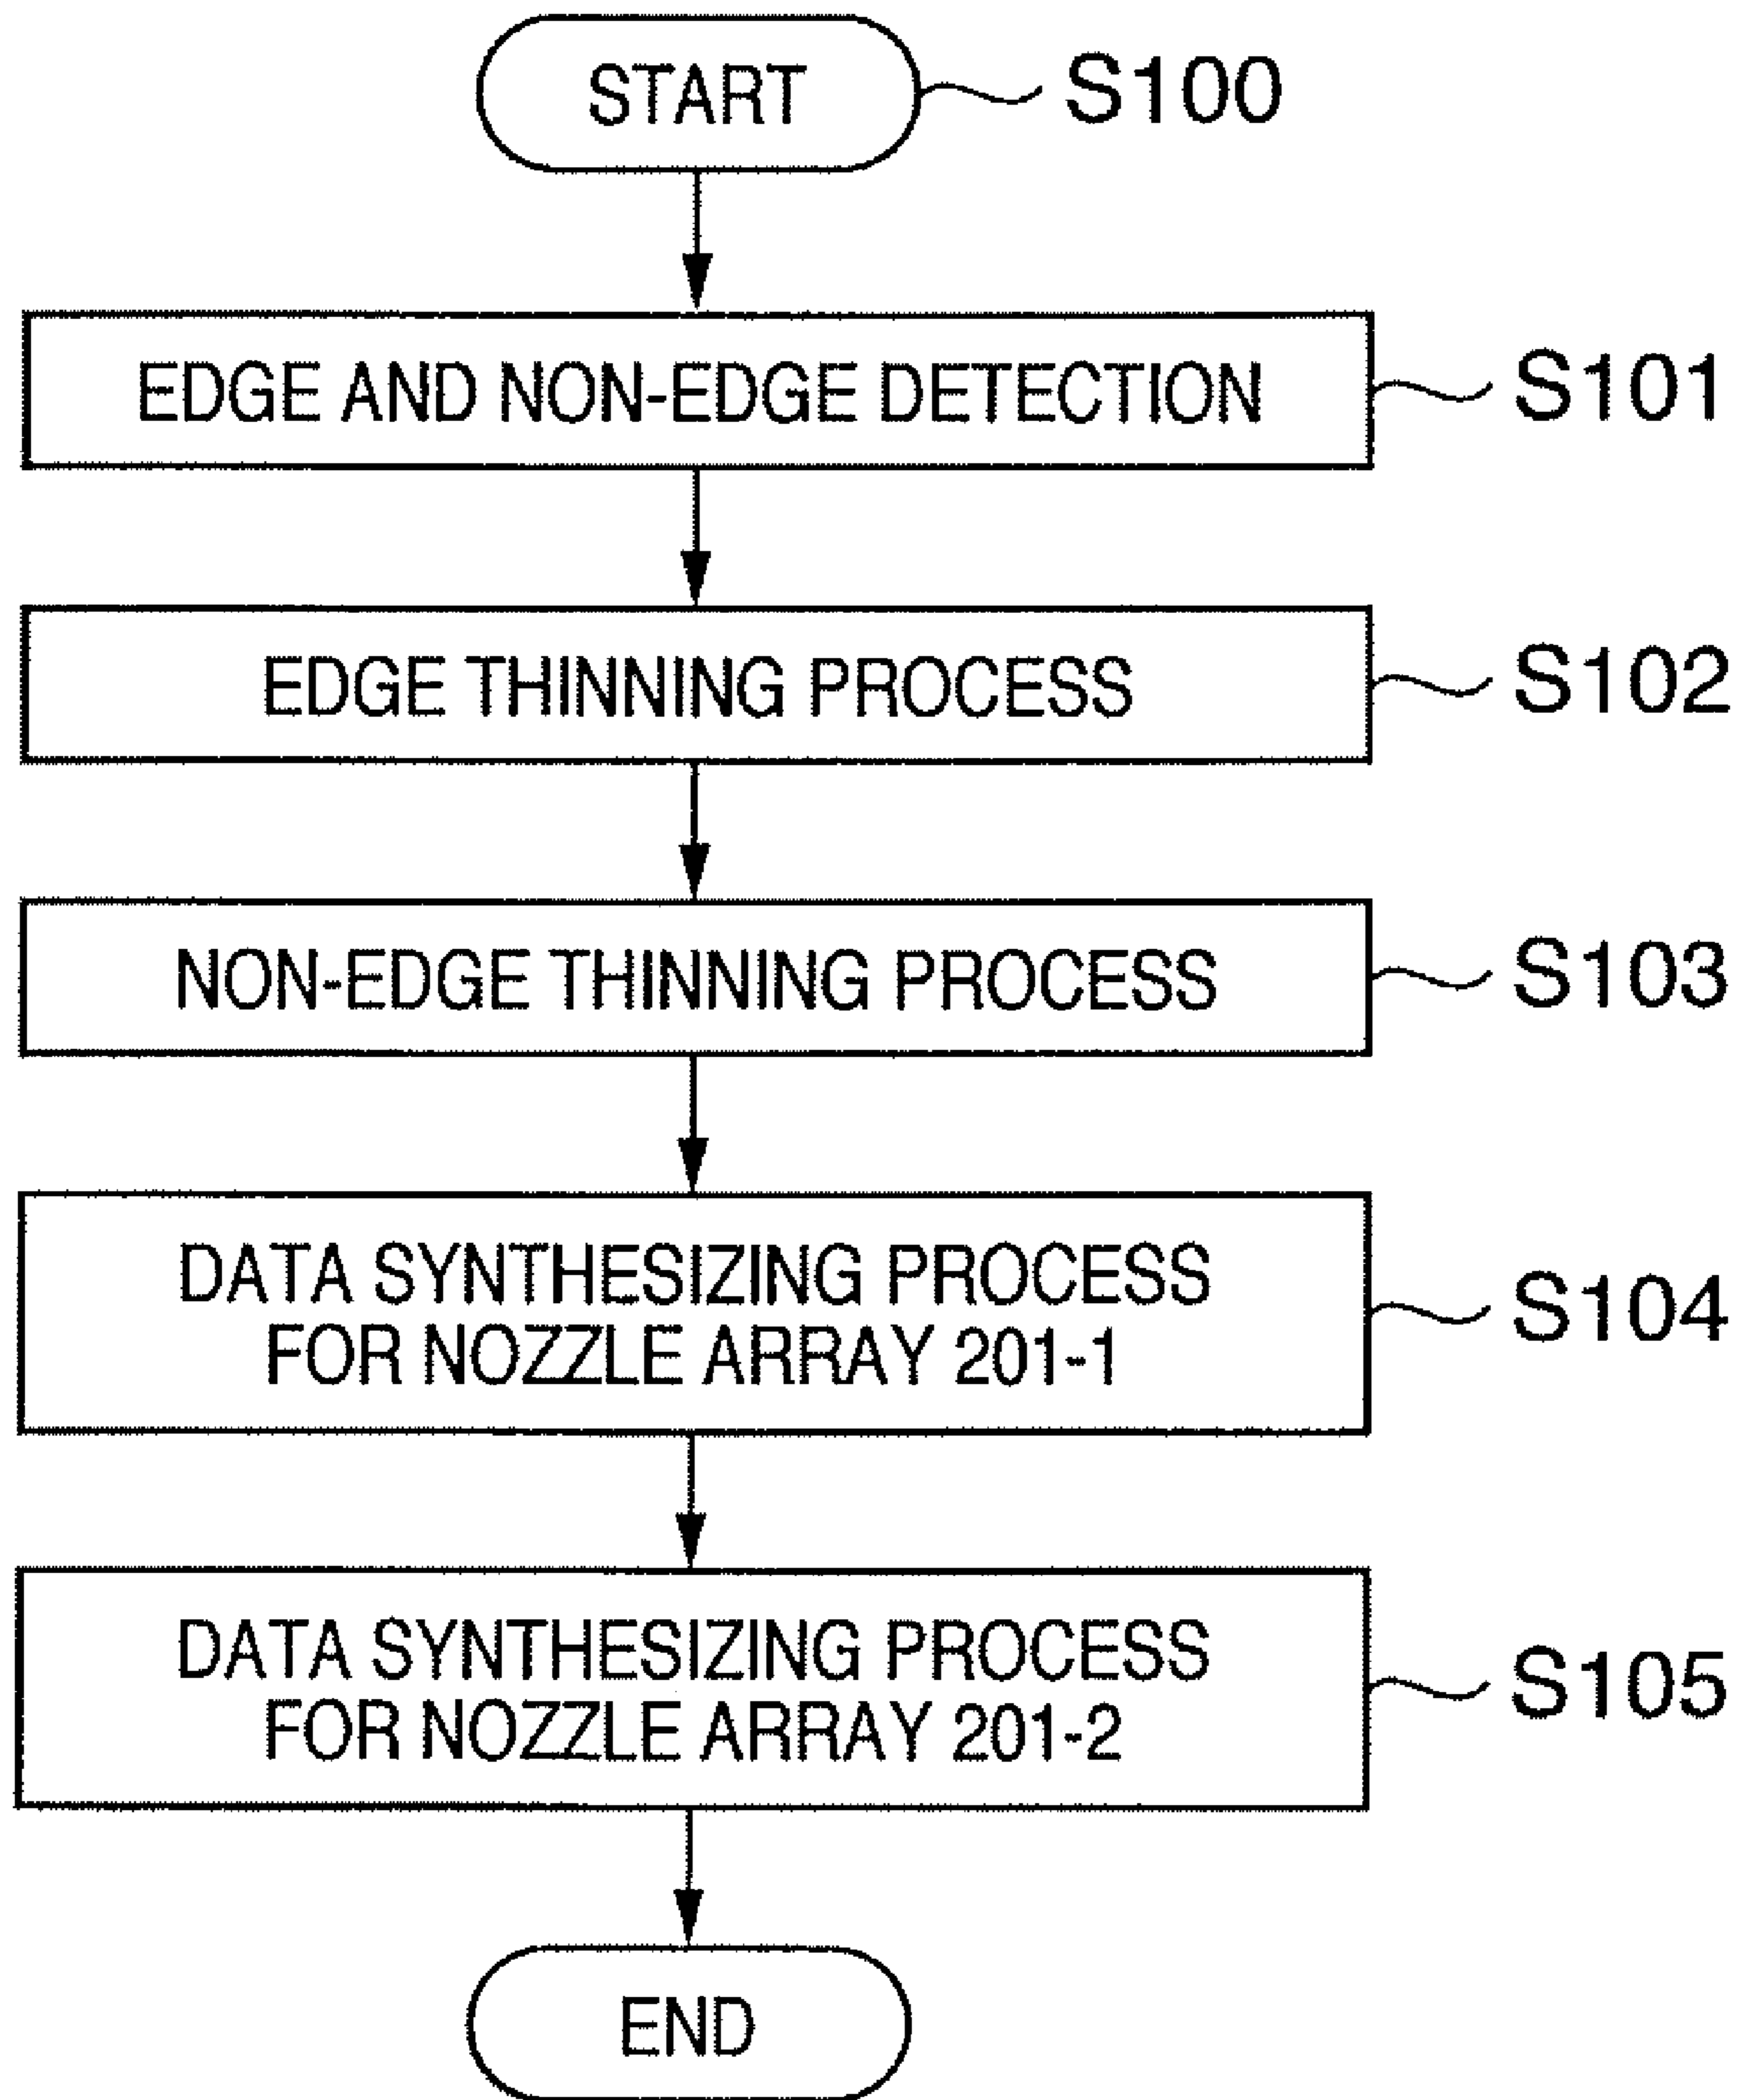 START
S100
EDGE AND NON-EDGE DETECTION
S101
EDGE THINNING PROCESS
S102
NON-EDGE THINNING PROCESS
S103
DATA SYNTHESIZING PROCESS
FOR NOZZLE ARRAY 201-1
S104
DATA SYNTHESIZING PROCESS
FOR NOZZLE ARRAY 201-2
S105
END